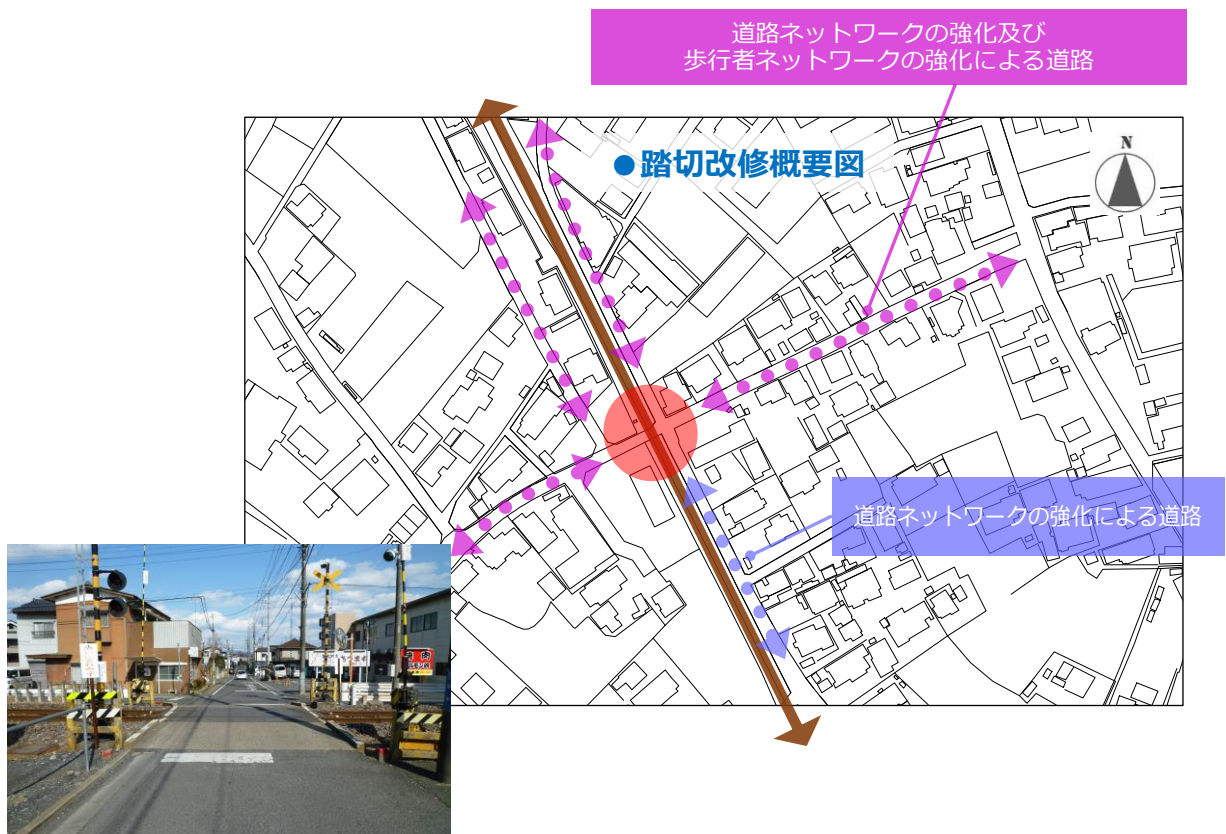 道路ネットワークの強化及び
歩行者ネットワークの強化による道路
●踏切改修概要図
N
道路ネットワークの強化による道路